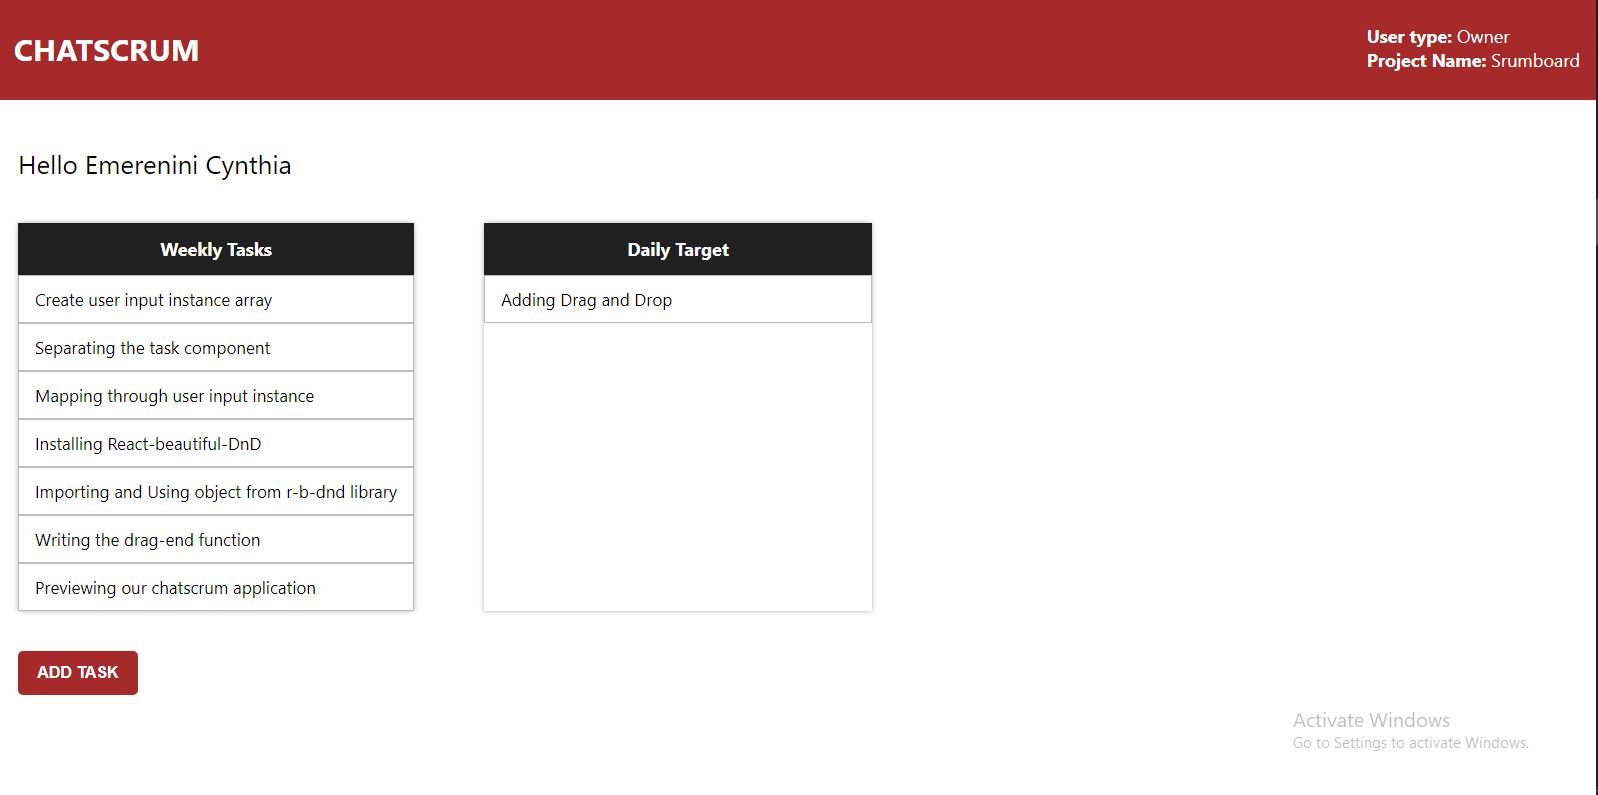 CHATSCRUM
User type: Owner
Project Name: Srumboard
Hello Emerenini Cynthia
Weekly Tasks
Create user input instance array
Separating the task component
Mapping through user input instance
Installing React-beautiful-DnD
Importing and Using object from r-b-dnd library
Writing the drag-end function
Previewing our chatscrum application
Daily Target
Adding Drag and Drop
ADD TASK
Activate Windows
Go to Settings to activate Windows.